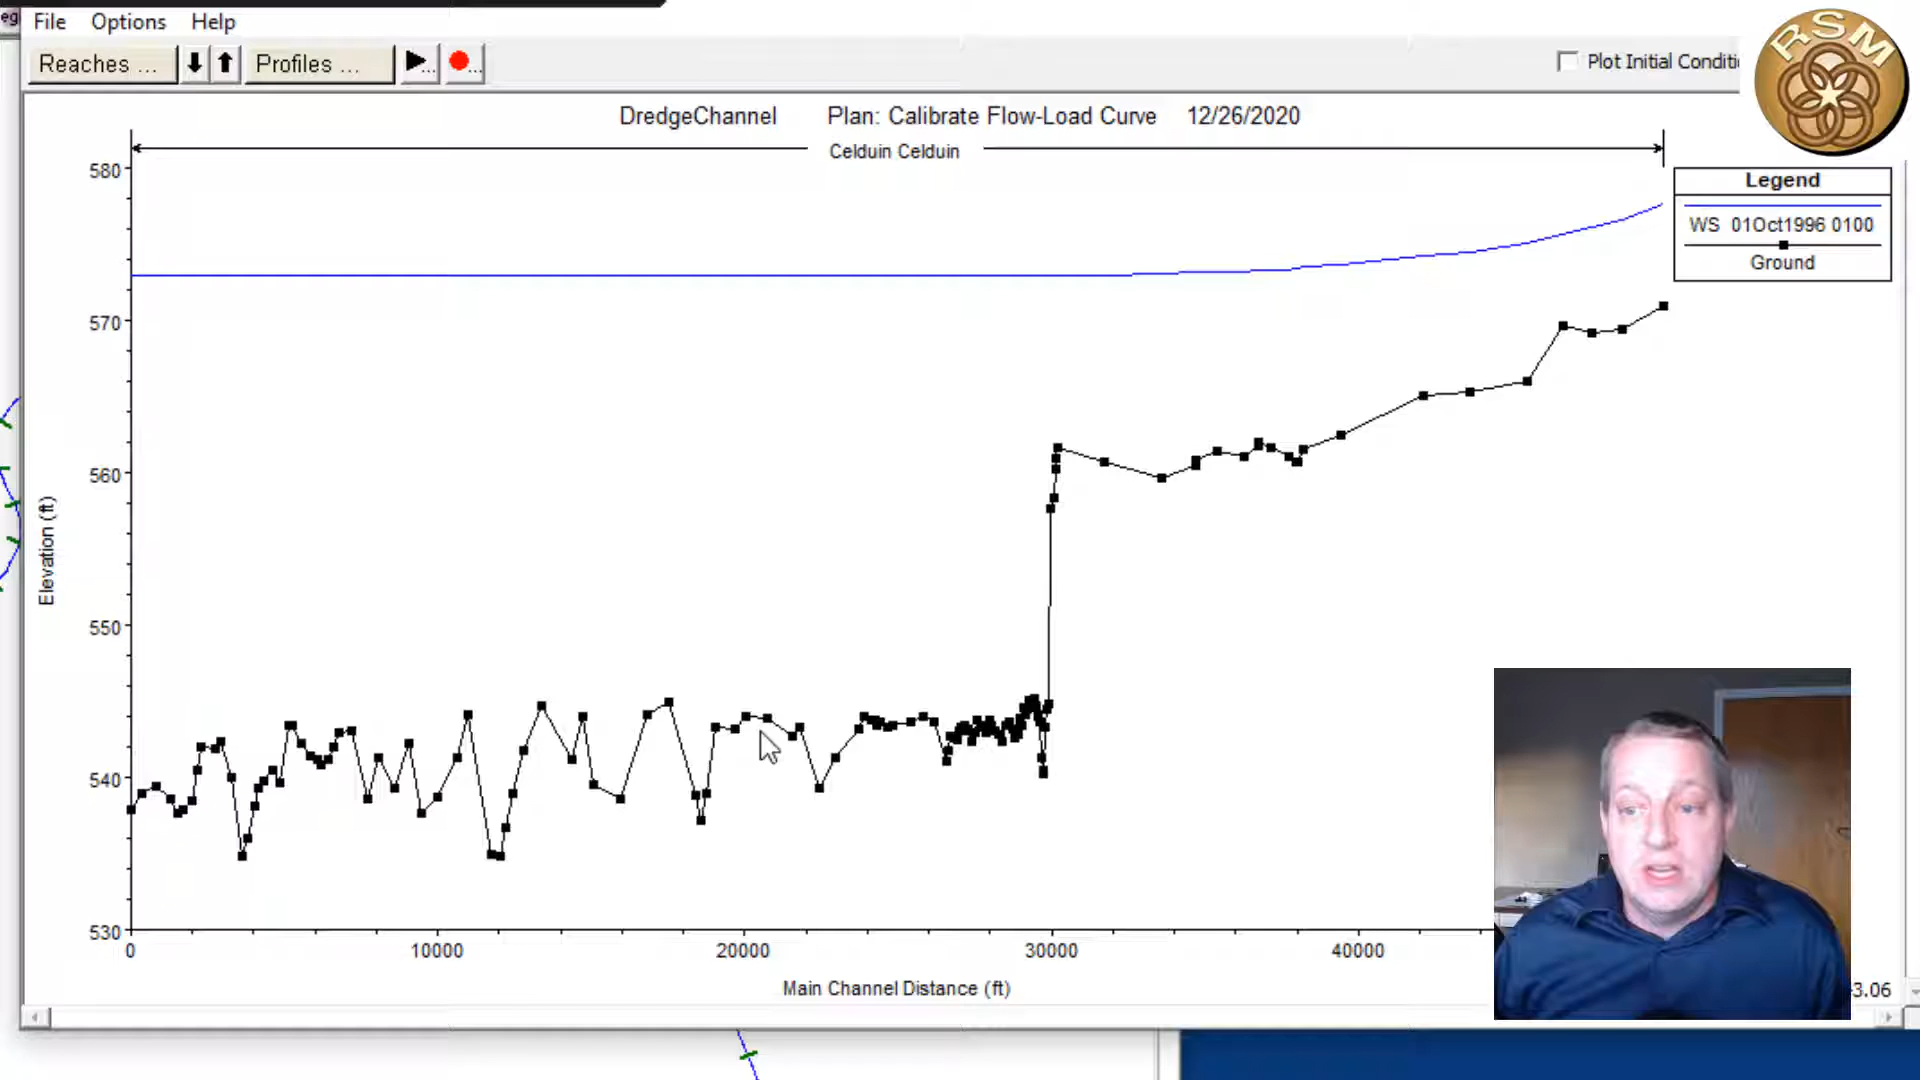 File Options Help
Reaches ... Profiles ... ... ...
Plot Initial
RSM
DredgeChannel Plan: Calibrate Flow-Load Curve 12/26/2020
Celduin Celduin
Legend
WS 01Oct1996 0100
Ground
580
570
560
550
540
530
Elevation (ft)
0 10000 20000 30000 40000
Main Channel Distance (ft)
3.06